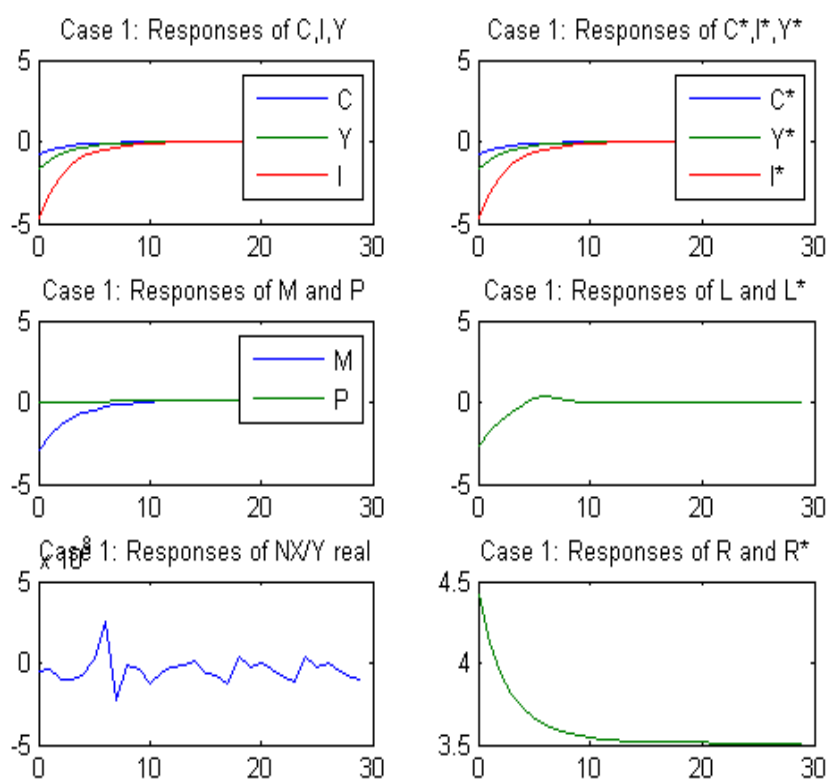 Case 1: Responses of C,I,Y
5
0
-5
0 10 20 30
C
Y
I
Case 1: Responses of C*,I*,Y*
5
0
-5
0 10 20 30
C*
Y*
I*
Case 1: Responses of M and P
5
0
-5
0 10 20 30
M
P
Case 1: Responses of L and L*
5
0
-5
0 10 20 30
Case 1: Responses of NX/Y real
5
0
-5
0 10 20 30
Case 1: Responses of R and R*
4.5
4
3.5
0 10 20 30